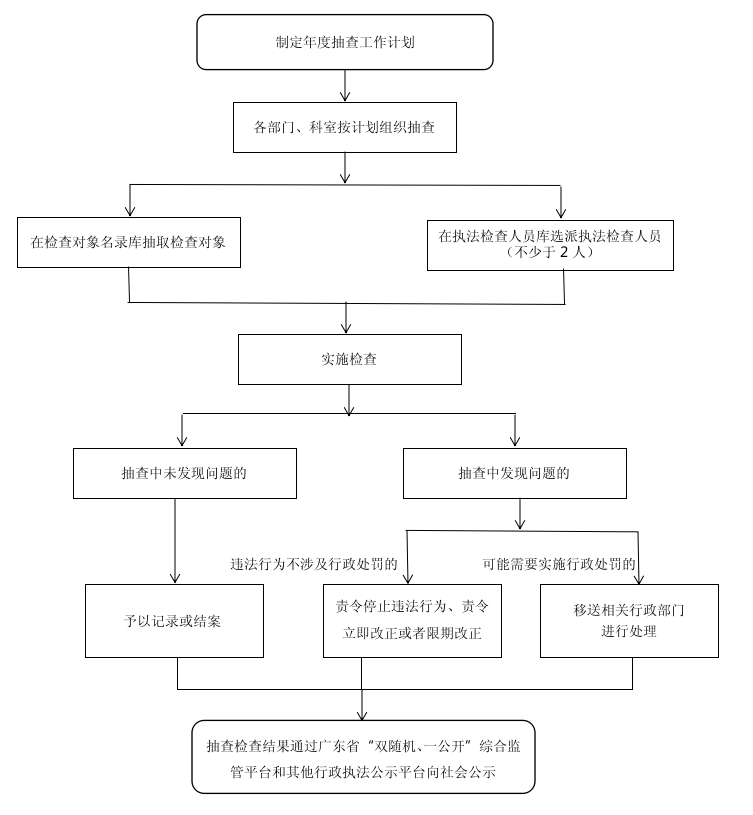 制定年度抽查工作计划
各部门、科室按计划组织抽查
在检查对象名录库抽取检查对象
在执法检查人员库选派执法检查人员
（不少于 2 人）
实施检查
抽查中未发现问题的
抽查中发现问题的
违法行为不涉及行政处罚的
可能需要实施行政处罚的
予以记录或结案
责令停止违法行为、责令
立即改正或者限期改正
移送相关行政部门
进行处理
抽查检查结果通过广东省“双随机、一公开”综合监
管平台和其他行政执法公示平台向社会公示